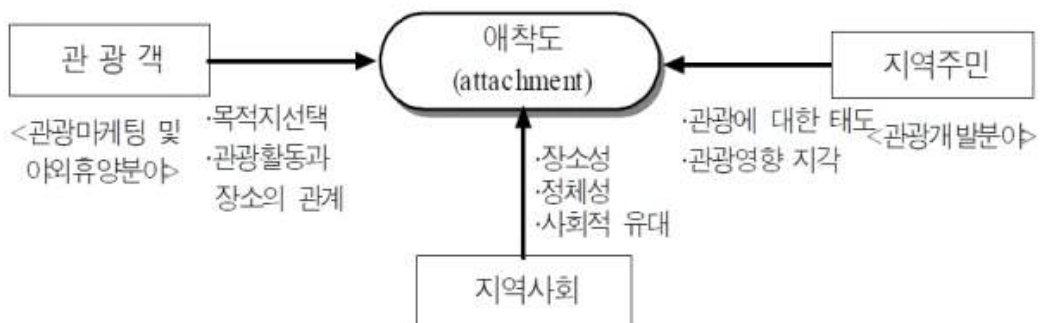 관 광 객
<관광마케팅 및
야외휴양분야>
·목적지선택
·관광활동과
장소의 관계
애착도
(attachment)
지역주민
·관광에 대한 태도
·관광영향 지각
<관광개발분야>
·장소성
·정체성
·사회적 유대
지역사회